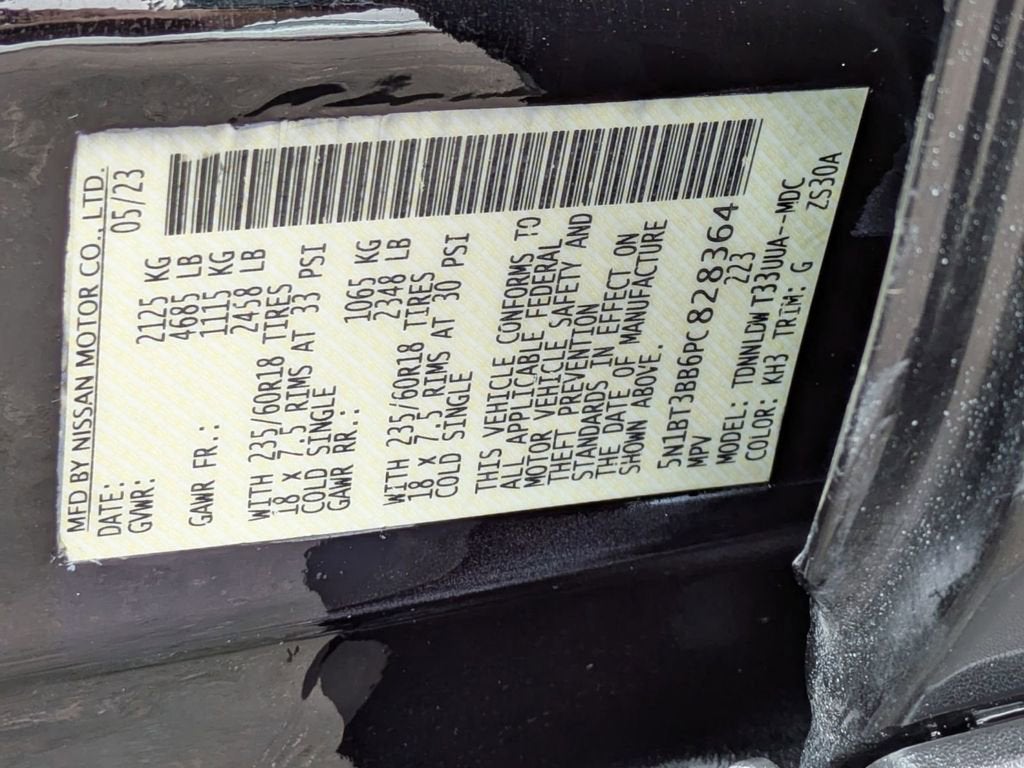 MFD BY NISSAN MOTOR CO., LTD.
DATE: 05/23
GVWR: 2125 KG
4685 LB
GAWR FR.: 1115 KG
2458 LB
WITH 235/60R18 TIRES
18 x 7.5 RIMS AT 33 PSI
COLD SINGLE
GAWR RR.: 1065 KG
2348 LB
WITH 235/60R18 TIRES
18 x 7.5 RIMS AT 30 PSI
COLD SINGLE
THIS VEHICLE CONFORMS TO
ALL APPLICABLE FEDERAL
MOTOR VEHICLE SAFETY AND
THEFT PREVENTION
STANDARDS IN EFFECT ON
THE DATE OF MANUFACTURE
SHOWN ABOVE.
5N1BT3BB6PC828364
MPV 223
MODEL: TDNNLDW T33UUA-MDC
COLOR: KH3 TRIM: G ZS30A